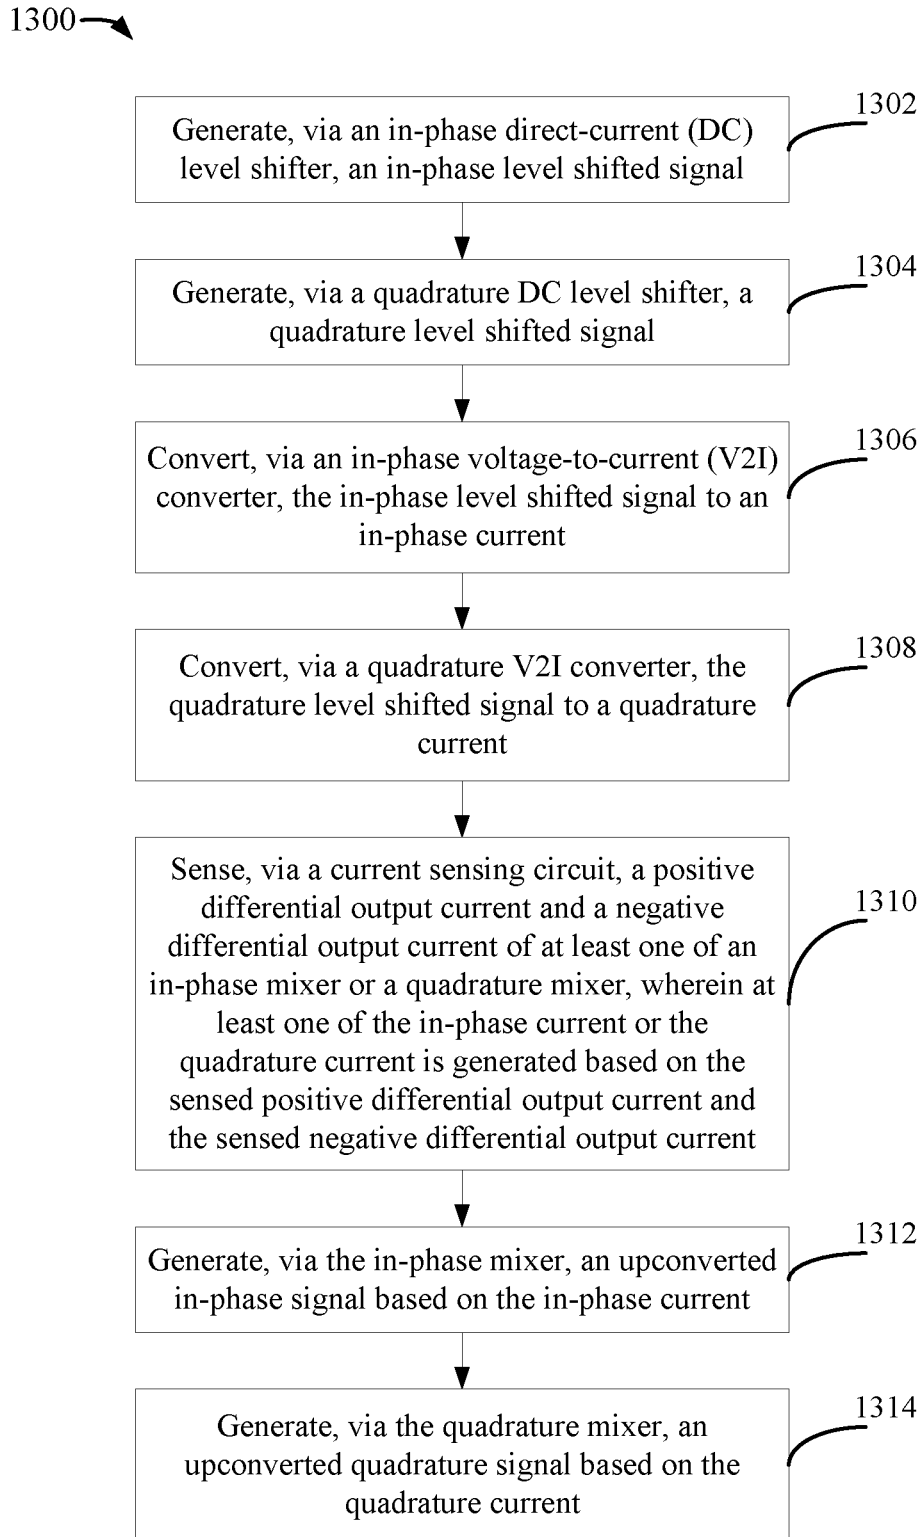 1300
1302
Generate, via an in-phase direct-current (DC)
level shifter, an in-phase level shifted signal
1304
Generate, via a quadrature DC level shifter, a
quadrature level shifted signal
1306
Convert, via an in-phase voltage-to-current (V2I)
converter, the in-phase level shifted signal to an
in-phase current
1308
Convert, via a quadrature V2I converter, the
quadrature level shifted signal to a quadrature
current
1310
Sense, via a current sensing circuit, a positive
differential output current and a negative
differential output current of at least one of an
in-phase mixer or a quadrature mixer, wherein at
least one of the in-phase current or the
quadrature current is generated based on the
sensed positive differential output current and
the sensed negative differential output current
1312
Generate, via the in-phase mixer, an upconverted
in-phase signal based on the in-phase current
1314
Generate, via the quadrature mixer, an
upconverted quadrature signal based on the
quadrature current